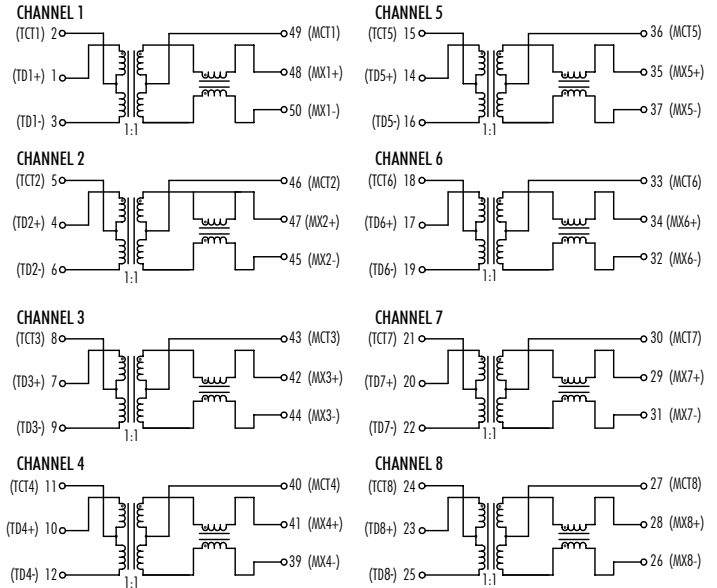 CHANNEL 1
(TCT1) 2
49 (MCT1)
(TD1+) 1
48 (MX1+)
50 (MX1-)
(TD1-) 3
1:1
CHANNEL 5
(TCT5) 15
36 (MCT5)
(TD5+) 14
35 (MX5+)
37 (MX5-)
(TD5-) 16
1:1
CHANNEL 2
(TCT2) 5
46 (MCT2)
(TD2+) 4
47 (MX2+)
45 (MX2-)
(TD2-) 6
1:1
CHANNEL 6
(TCT6) 18
33 (MCT6)
(TD6+) 17
34 (MX6+)
32 (MX6-)
(TD6-) 19
1:1
CHANNEL 3
(TCT3) 8
43 (MCT3)
(TD3+) 7
42 (MX3+)
44 (MX3-)
(TD3-) 9
1:1
CHANNEL 7
(TCT7) 21
30 (MCT7)
(TD7+) 20
29 (MX7+)
31 (MX7-)
(TD7-) 22
1:1
CHANNEL 4
(TCT4) 11
40 (MCT4)
(TD4+) 10
41 (MX4+)
39 (MX4-)
(TD4- 12
1:1
CHANNEL 8
(TCT8) 24
27 (MCT8)
(TD8+) 23
28 (MX8+)
26 (MX8-)
(TD8-) 25
1:1